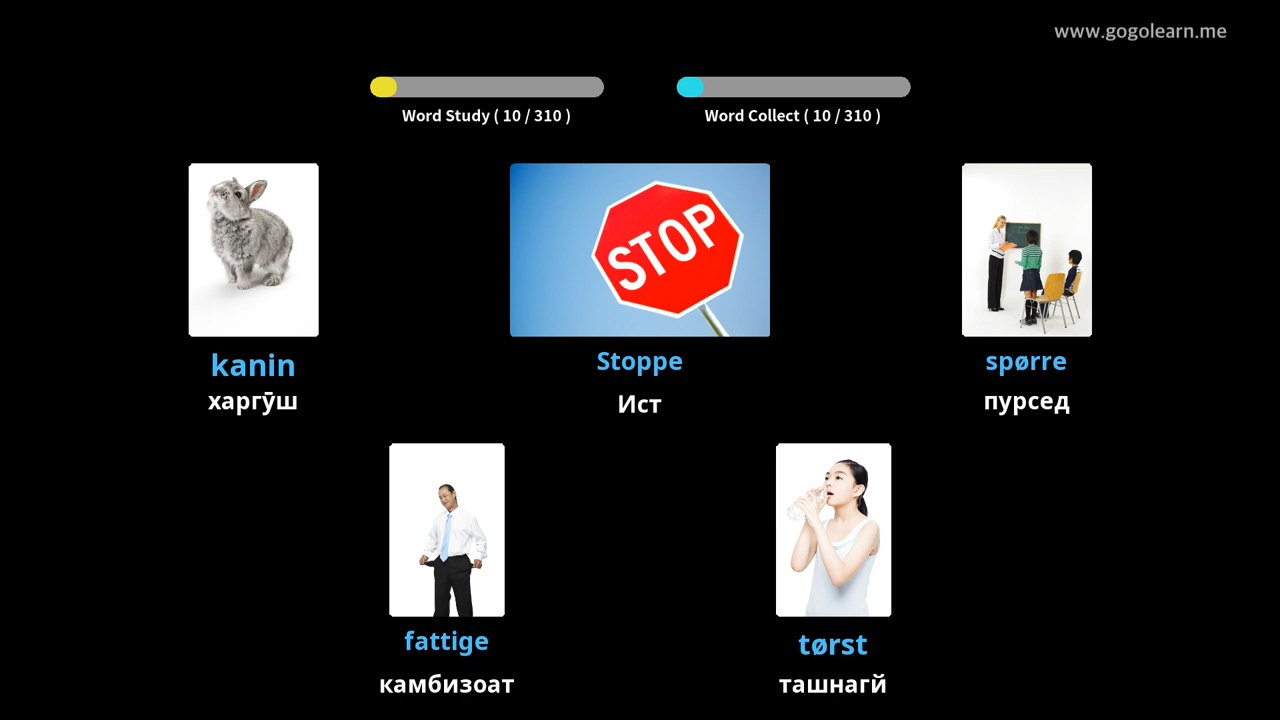 www.gogolearn.me
Word Study ( 10 / 310 )
Word Collect ( 10 / 310 )
STOP
kanin
харгӯш
Stoppe
Ист
spørre
пурсед
fattige
камбизоат
tørst
ташнагй